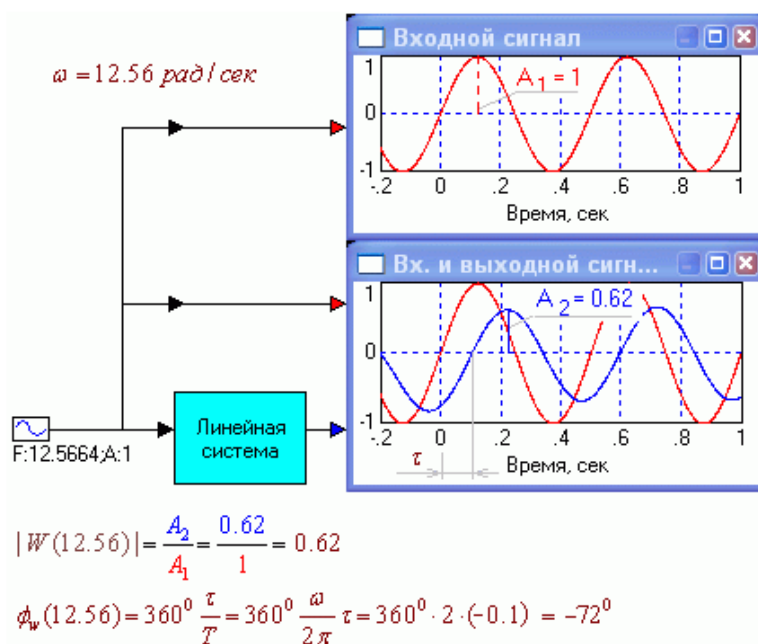 Входной сигнал
ω = 12.56 рад / сек
1
A1 = 1
0
-1
-.2 0 .2 .4 .6 .8 1
Время, сек
Вх. и выходной сигн...
1
A 2 = 0.62
0
-1
-.2 0 .2 .4 .6 .8 1
τ
Время, сек
Линейная
система
F:12.5664;A:1
|W(12.56)| = A2/A1 = 0.62/1 = 0.62
ϕw(12.56) = 360⁰ τ/T = 360⁰ ω/2π τ = 360⁰ · 2 · (−0.1) = −72⁰